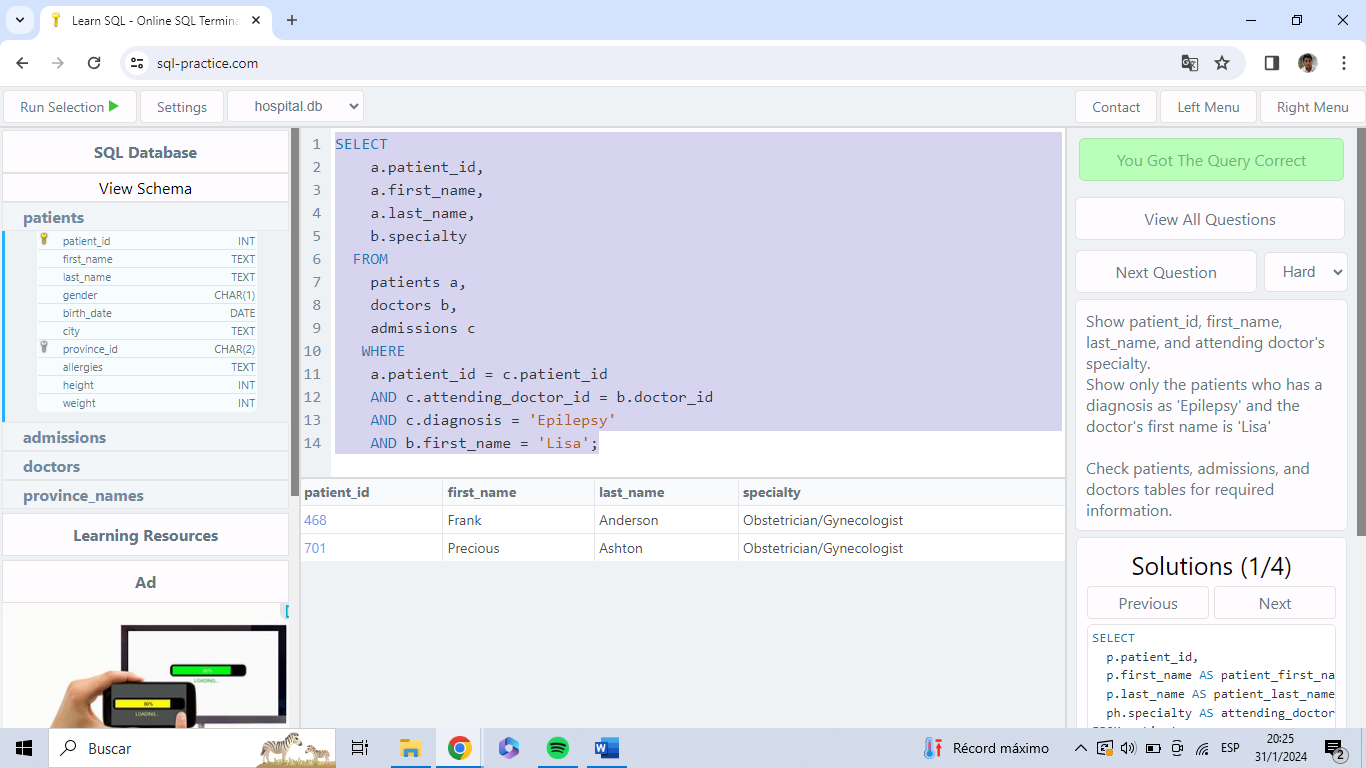 Learn SQL - Online SQL Termina
sql-practice.com
Run Selection
Settings
hospital.db
Contact
Left Menu
Right Menu
SQL Database
View Schema
patients
patient_id INT
first_name TEXT
last_name TEXT
gender CHAR(1)
birth_date DATE
city TEXT
province_id CHAR(2)
allergies TEXT
height INT
weight INT
admissions
doctors
province_names
Learning Resources
Ad
80%
LOADING...
80%
LOADING...
1 SELECT
2 a.patient_id,
3 a.first_name,
4 a.last_name,
5 b.specialty
6 FROM
7 patients a,
8 doctors b,
9 admissions c
10 WHERE
11 a.patient_id = c.patient_id
12 AND c.attending_doctor_id = b.doctor_id
13 AND c.diagnosis = 'Epilepsy'
14 AND b.first_name = 'Lisa';
patient_id first_name last_name specialty
468 Frank Anderson Obstetrician/Gynecologist
701 Precious Ashton Obstetrician/Gynecologist
You Got The Query Correct
View All Questions
Next Question
Hard
Show patient_id, first_name,
last_name, and attending doctor's
specialty.
Show only the patients who has a
diagnosis as 'Epilepsy' and the
doctor's first name is 'Lisa'
Check patients, admissions, and
doctors tables for required
information.
Solutions (1/4)
Previous
Next
SELECT
p.patient_id,
p.first_name AS patient_first_na
p.last_name AS patient_last_name
ph.specialty AS attending_doctor
Buscar
Récord máximo
ESP
20:25
31/1/2024
2